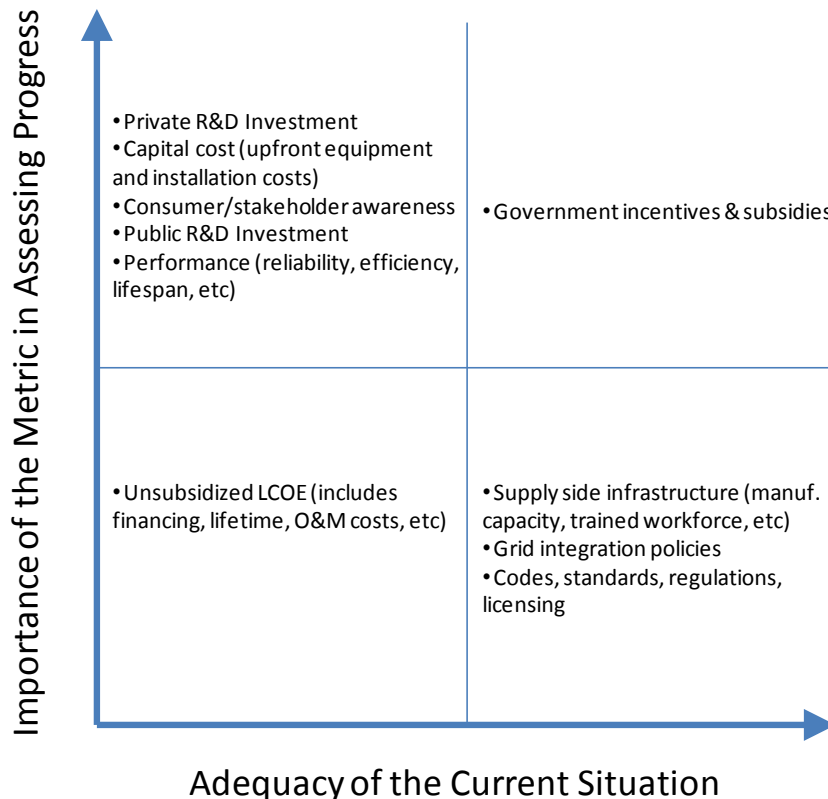 Importance of the Metric in Assessing Progress
•Private R&D Investment
•Capital cost (upfront equipment
and installation costs)
•Consumer/stakeholder awareness
•Public R&D Investment
•Performance (reliability, efficiency,
lifespan, etc)
•Government incentives & subsidies
•Unsubsidized LCOE (includes
financing, lifetime, O&M costs, etc)
•Supply side infrastructure (manuf.
capacity, trained workforce, etc)
•Grid integration policies
•Codes, standards, regulations,
licensing
Adequacy of the Current Situation